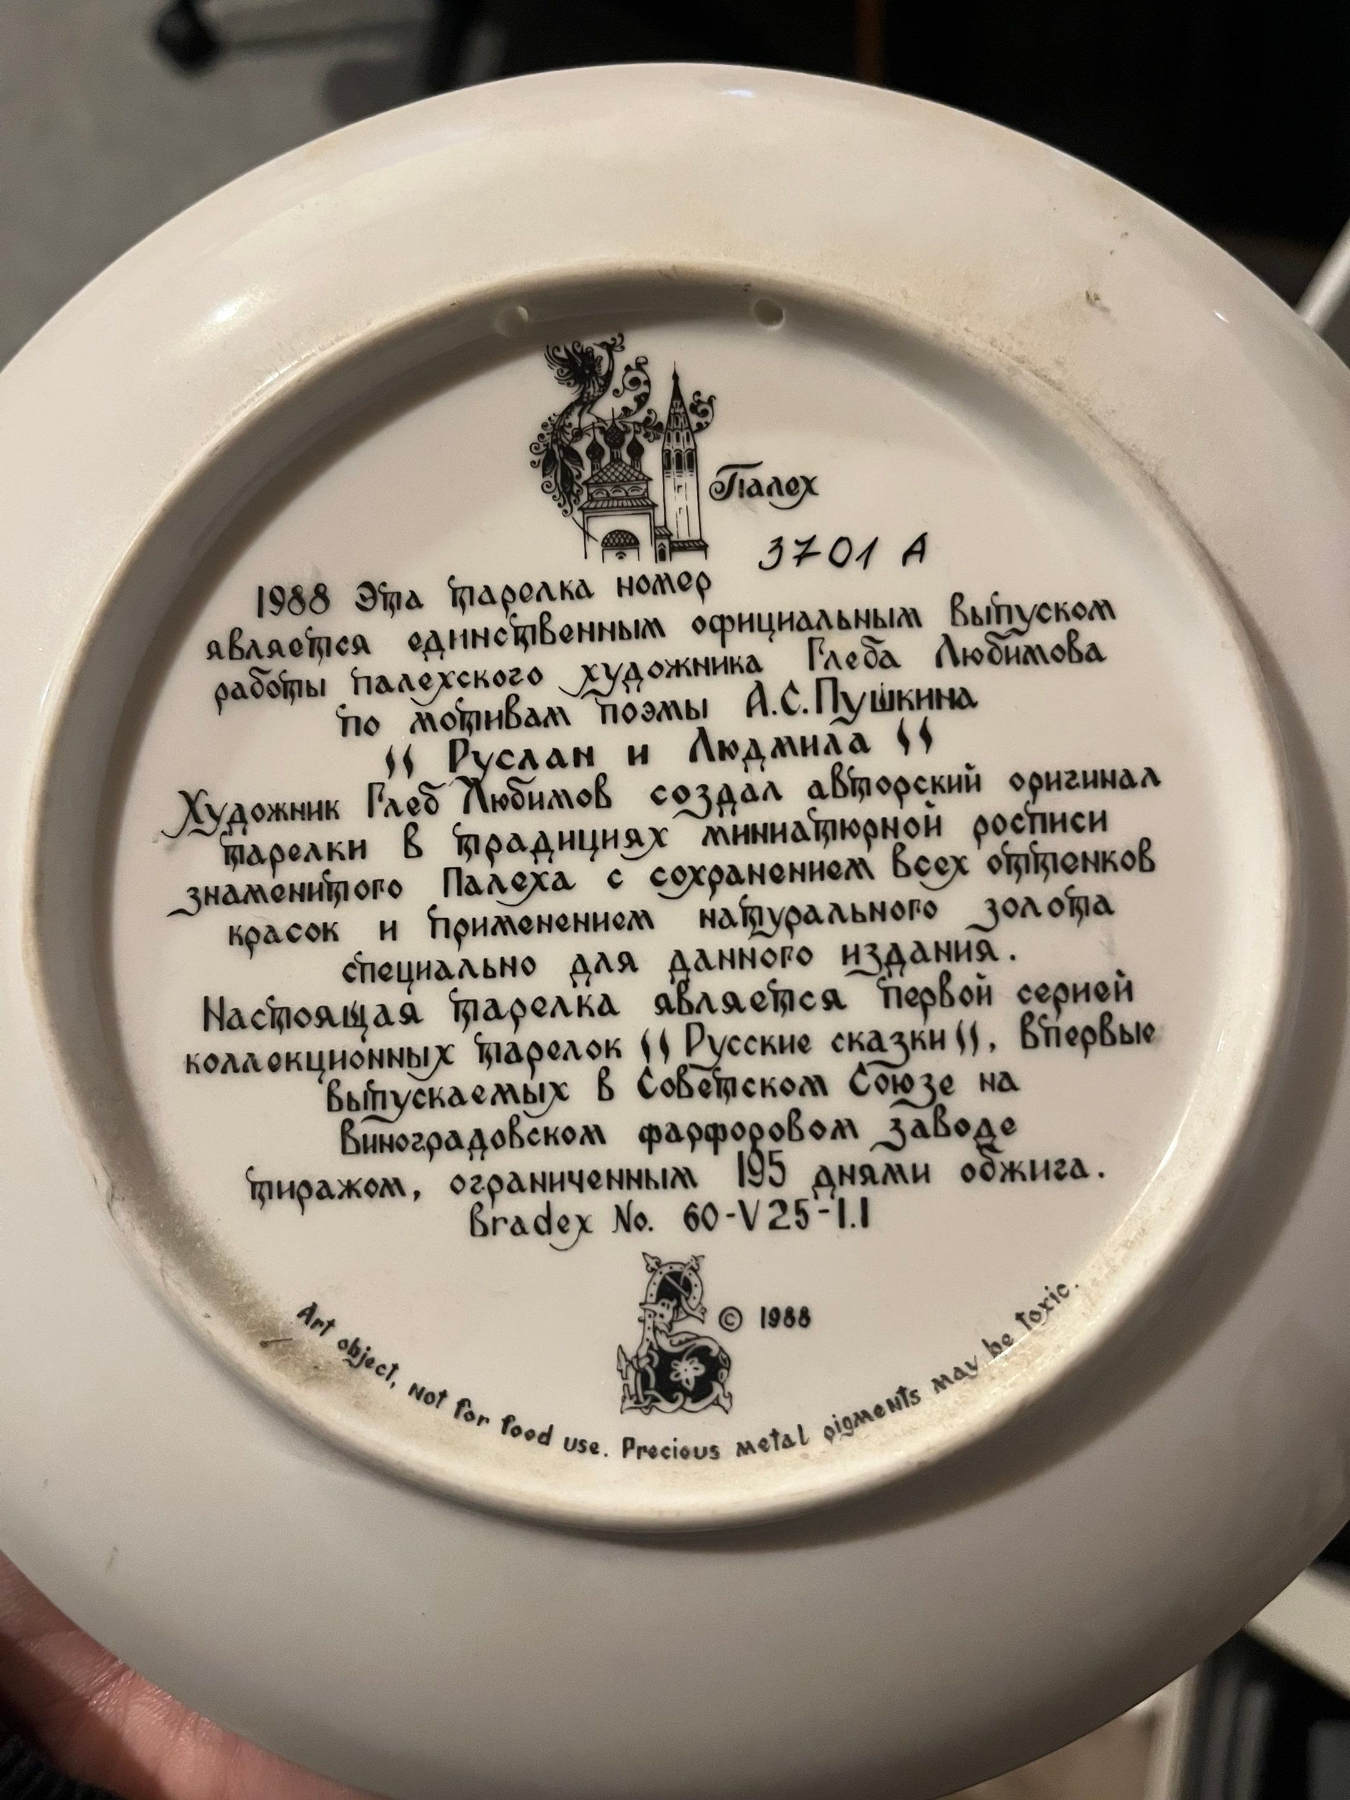 Палех
3701 А
1988 Эта тарелка номер
является единственным официальным выпуском
работы палехского художника Глеба Любимова
по мотивам поэмы А.С.Пушкина
"Руслан и Людмила"
Художник Глеб Любимов создал авторский оригинал
тарелки в традициях миниатюрной росписи
знаменитого Палеха с сохранением всех оттенков
красок и применением натурального золота
специально для данного издания.
Настоящая тарелка является первой серией
коллекционных тарелок "Русские сказки", впервые
выпускаемых в Советском Союзе на
Виноградовском фарфоровом заводе
тиражом, ограниченным 195 днями обжига.
Bradex No. 60-V25-1.1
© 1988
Art object, not for food use. Precious metal pigments may be toxic.